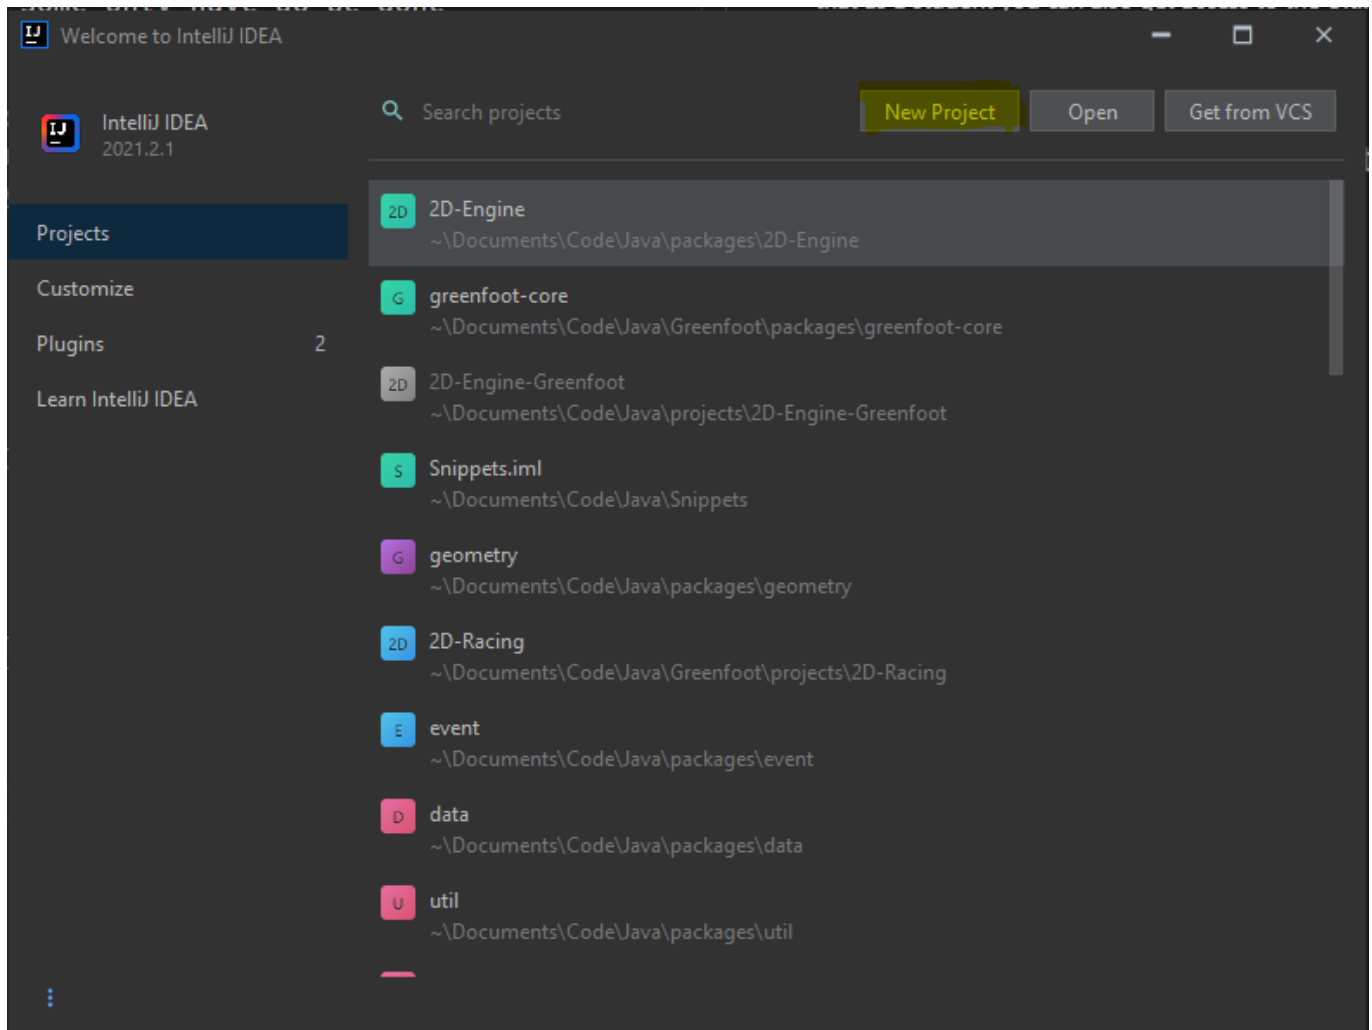 Welcome to IntelliJ IDEA
IntelliJ IDEA
2021.2.1
Search projects
New Project
Open
Get from VCS
Projects
Customize
Plugins 2
Learn IntelliJ IDEA
2D 2D-Engine
~\Documents\Code\Java\packages\2D-Engine
G greenfoot-core
~\Documents\Code\Java\Greenfoot\packages\greenfoot-core
2D 2D-Engine-Greenfoot
~\Documents\Code\Java\projects\2D-Engine-Greenfoot
S Snippets.iml
~\Documents\Code\Java\Snippets
G geometry
~\Documents\Code\Java\packages\geometry
2D 2D-Racing
~\Documents\Code\Java\Greenfoot\projects\2D-Racing
E event
~\Documents\Code\Java\packages\event
D data
~\Documents\Code\Java\packages\data
U util
~\Documents\Code\Java\packages\util